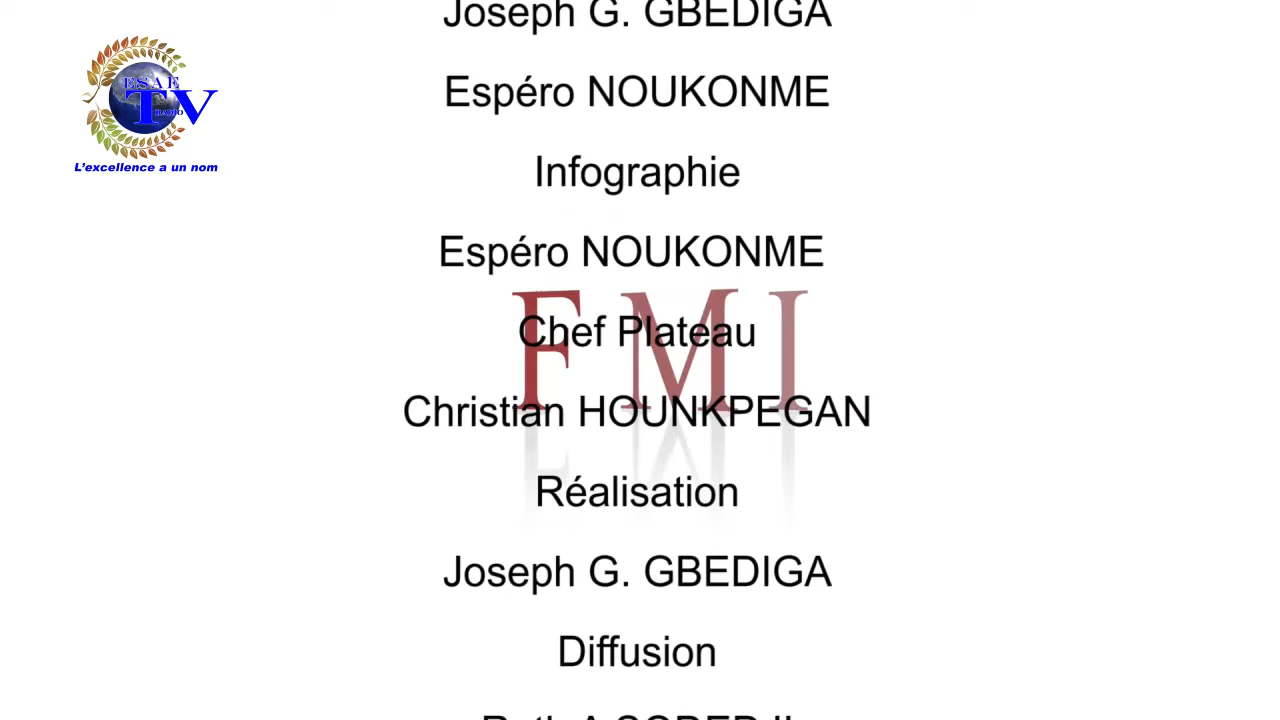 Joseph G. GBEDIGA
ESAE
TV
RADIO
L'excellence a un nom
Espéro NOUKONME
Infographie
Espéro NOUKONME
FMI
Chef Plateau
Christian HOUNKPEGAN
Réalisation
Joseph G. GBEDIGA
Diffusion